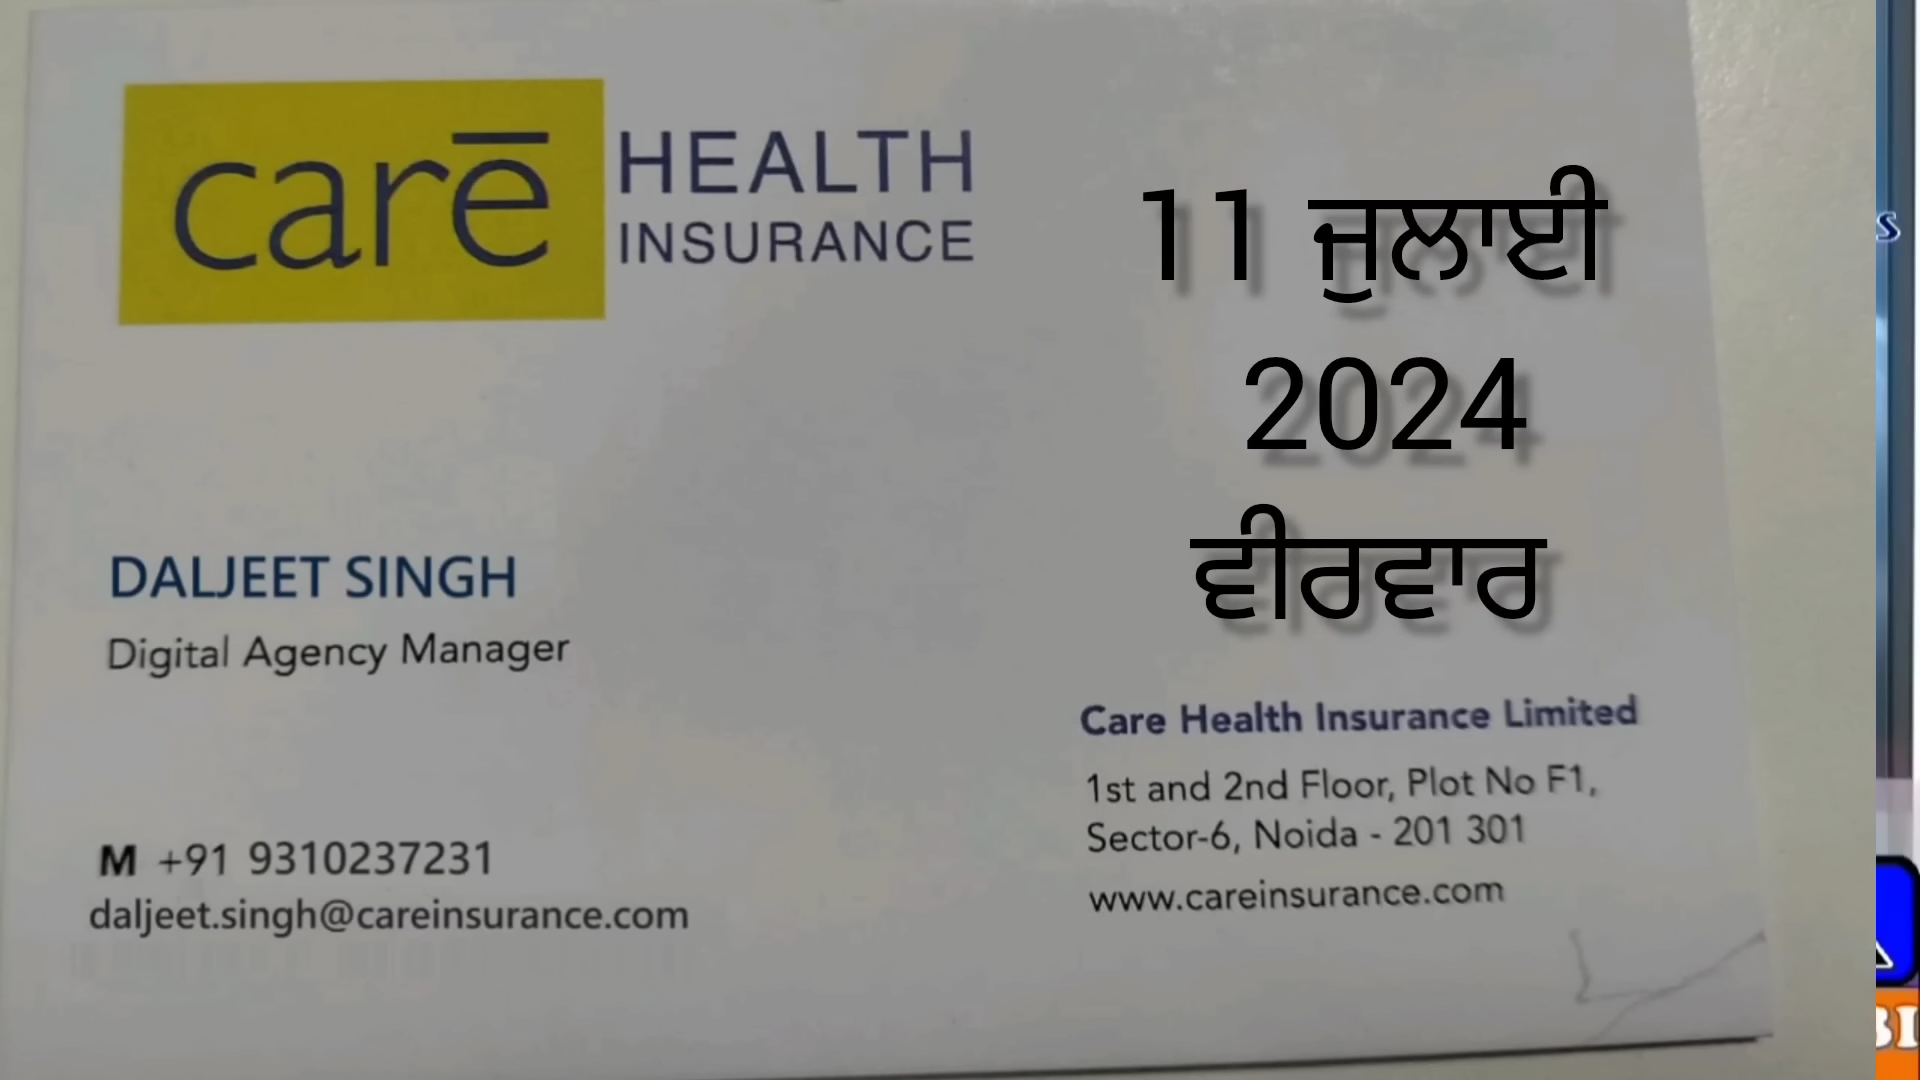 carē HEALTH
INSURANCE
11 ਜੁਲਾਈ
2024
ਵੀਰਵਾਰ
DALJEET SINGH
Digital Agency Manager
M +91 9310237231
daljeet.singh@careinsurance.com
Care Health Insurance Limited
1st and 2nd Floor, Plot No F1,
Sector-6, Noida - 201 301
www.careinsurance.com